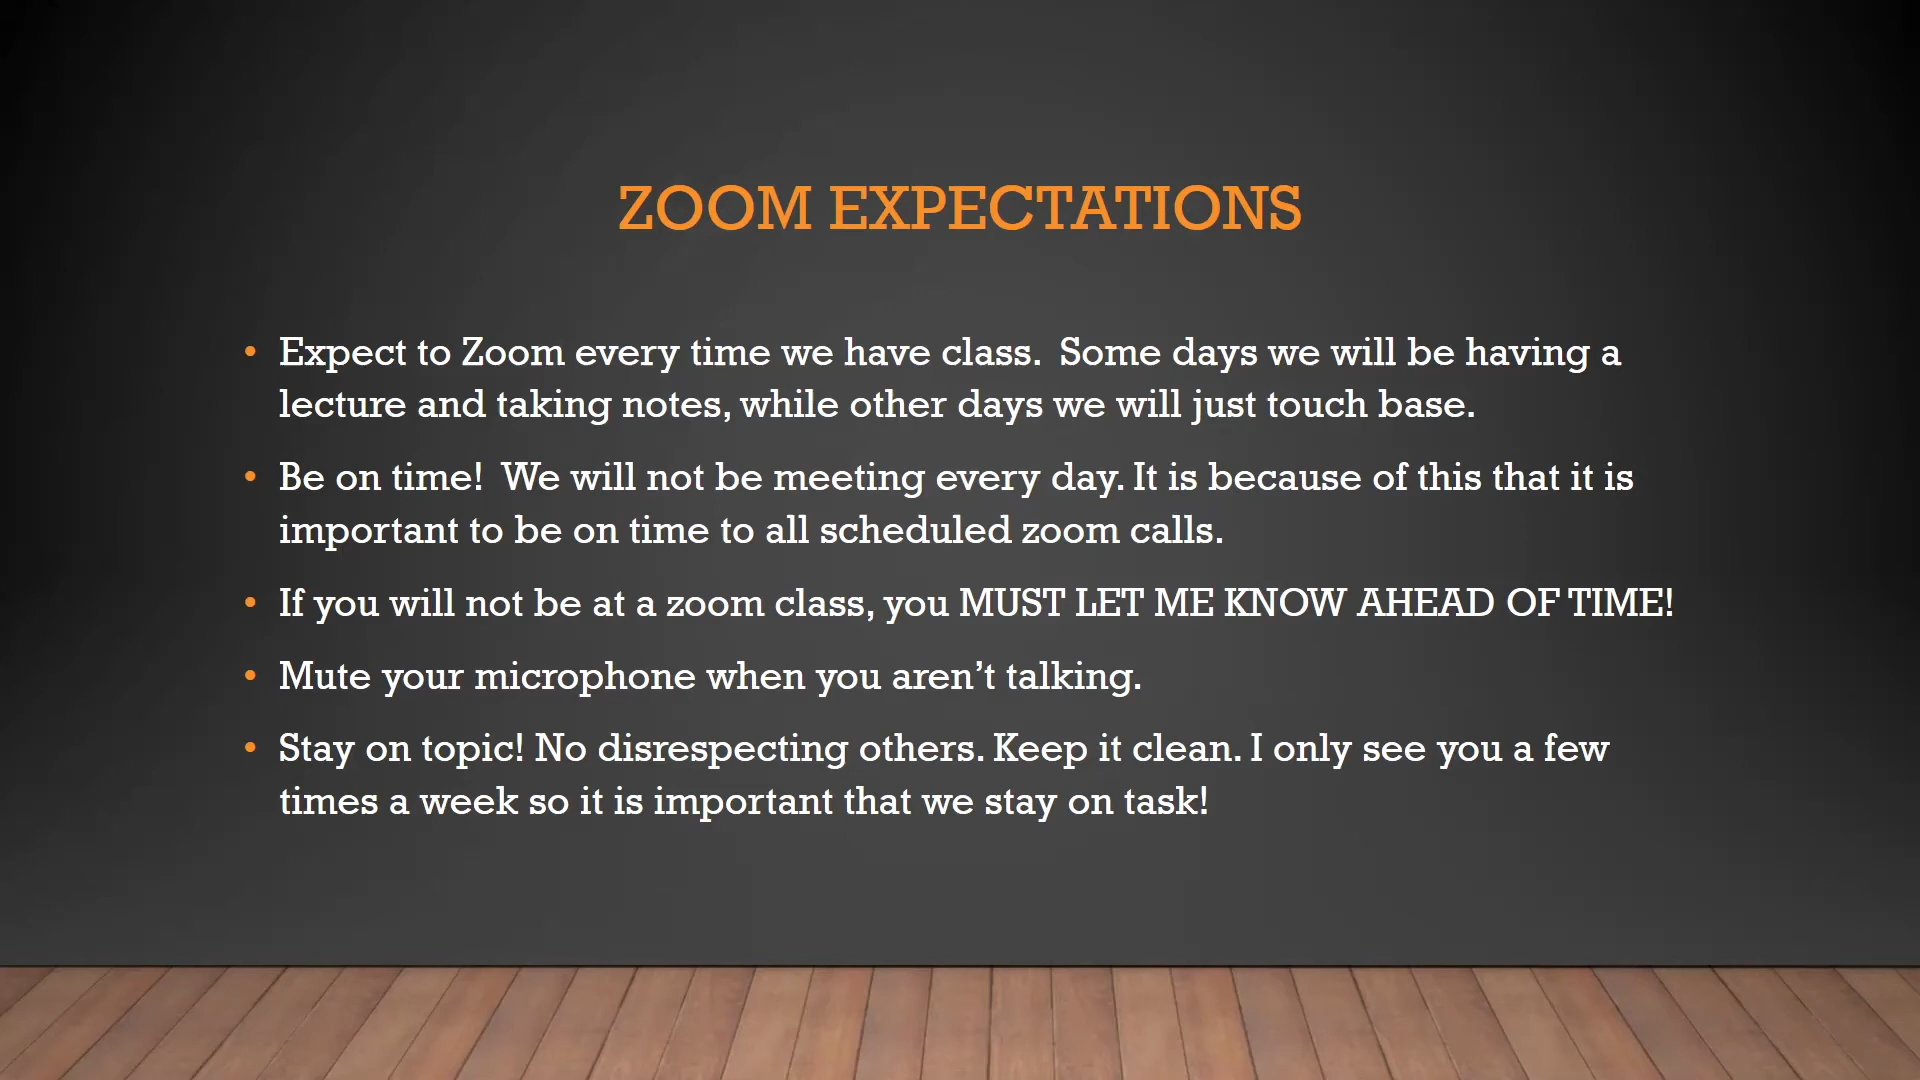 ZOOM EXPECTATIONS
• Expect to Zoom every time we have class.  Some days we will be having a
lecture and taking notes, while other days we will just touch base.
• Be on time!  We will not be meeting every day. It is because of this that it is
important to be on time to all scheduled zoom calls.
• If you will not be at a zoom class, you MUST LET ME KNOW AHEAD OF TIME!
• Mute your microphone when you aren’t talking.
• Stay on topic! No disrespecting others. Keep it clean. I only see you a few
times a week so it is important that we stay on task!